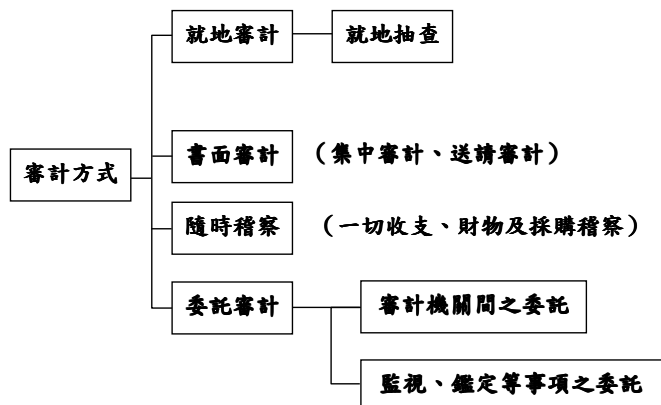 就地審計
就地抽查
書面審計
（集中審計、送請審計）
審計方式
隨時稽察
（一切收支、財物及採購稽察）
委託審計
審計機關間之委託
監視、鑑定等事項之委託